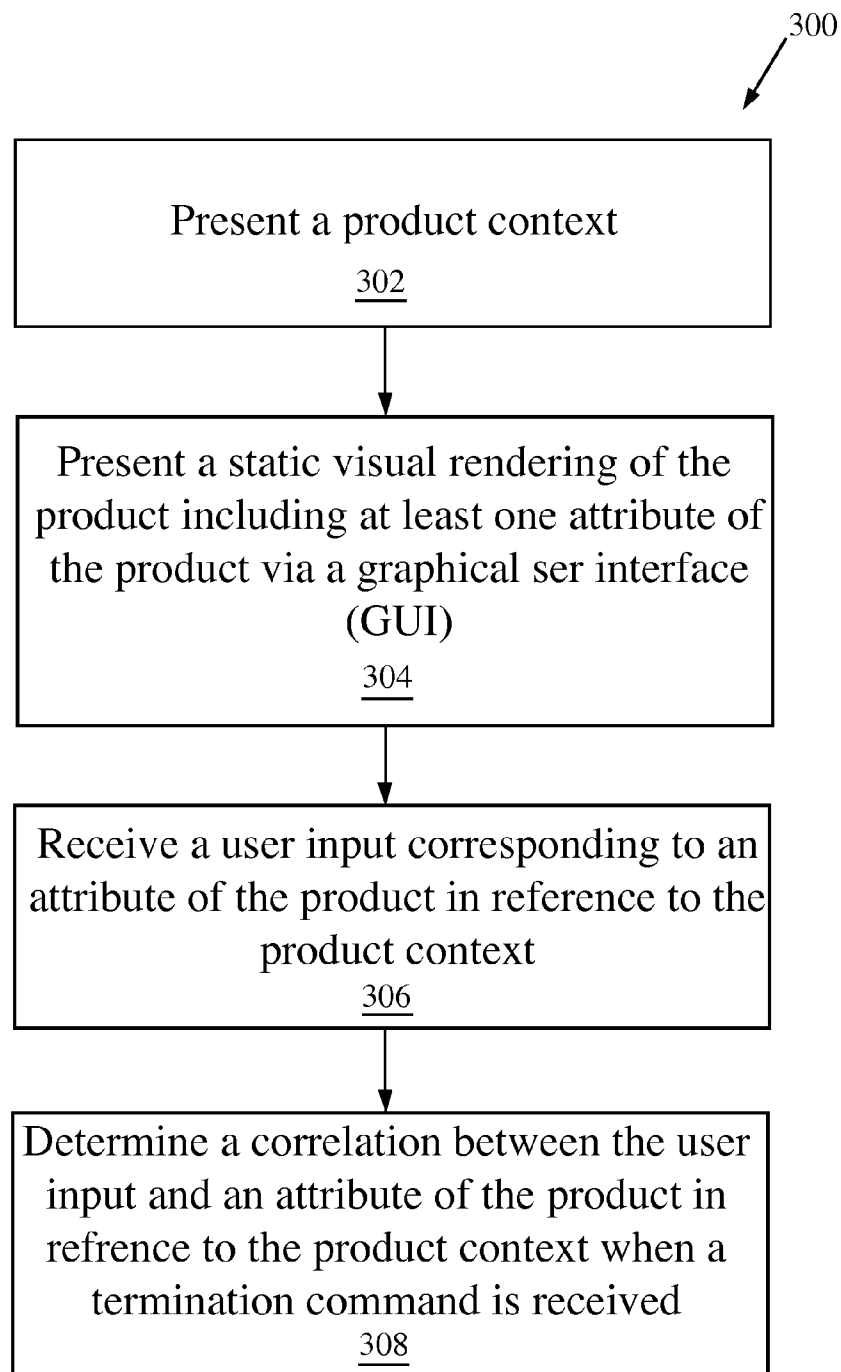 300
Present a product context
302
Present a static visual rendering of the
product including at least one attribute of
the product via a graphical ser interface
(GUI)
304
Receive a user input corresponding to an
attribute of the product in reference to the
product context
306
Determine a correlation between the user
input and an attribute of the product in
refrence to the product context when a
termination command is received
308